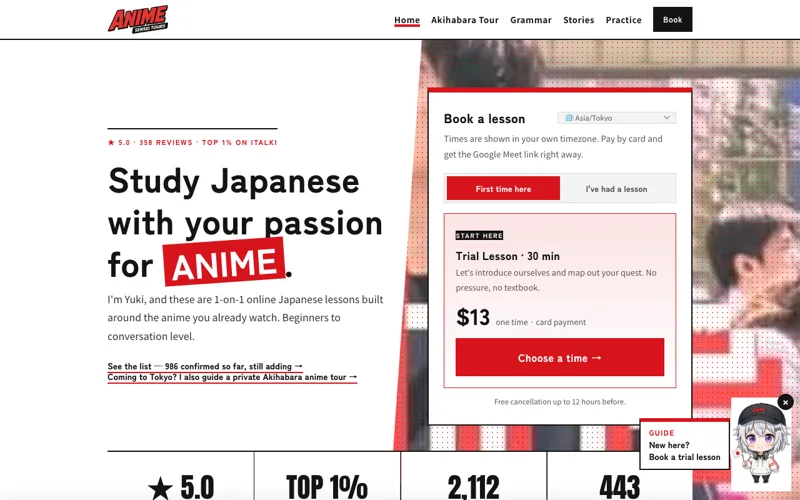 ANIME
SENSEI TOURS
Home
Akihabara Tour
Grammar
Stories
Practice
Book
★ 5.0 · 358 REVIEWS · TOP 1% ON ITALKI
Study Japanese
with your passion
for ANIME.
I'm Yuki, and these are 1-on-1 online Japanese lessons built
around the anime you already watch. Beginners to
conversation level.
See the list — 986 confirmed so far, still adding →
Coming to Tokyo? I also guide a private Akihabara anime tour →
Book a lesson
Asia/Tokyo
Times are shown in your own timezone. Pay by card and
get the Google Meet link right away.
First time here
I've had a lesson
START HERE
Trial Lesson · 30 min
Let's introduce ourselves and map out your quest. No
pressure, no textbook.
$13 one time · card payment
Choose a time →
Free cancellation up to 12 hours before.
GUIDE
New here?
Book a trial lesson
×
★ 5.0
TOP 1%
2,112
443